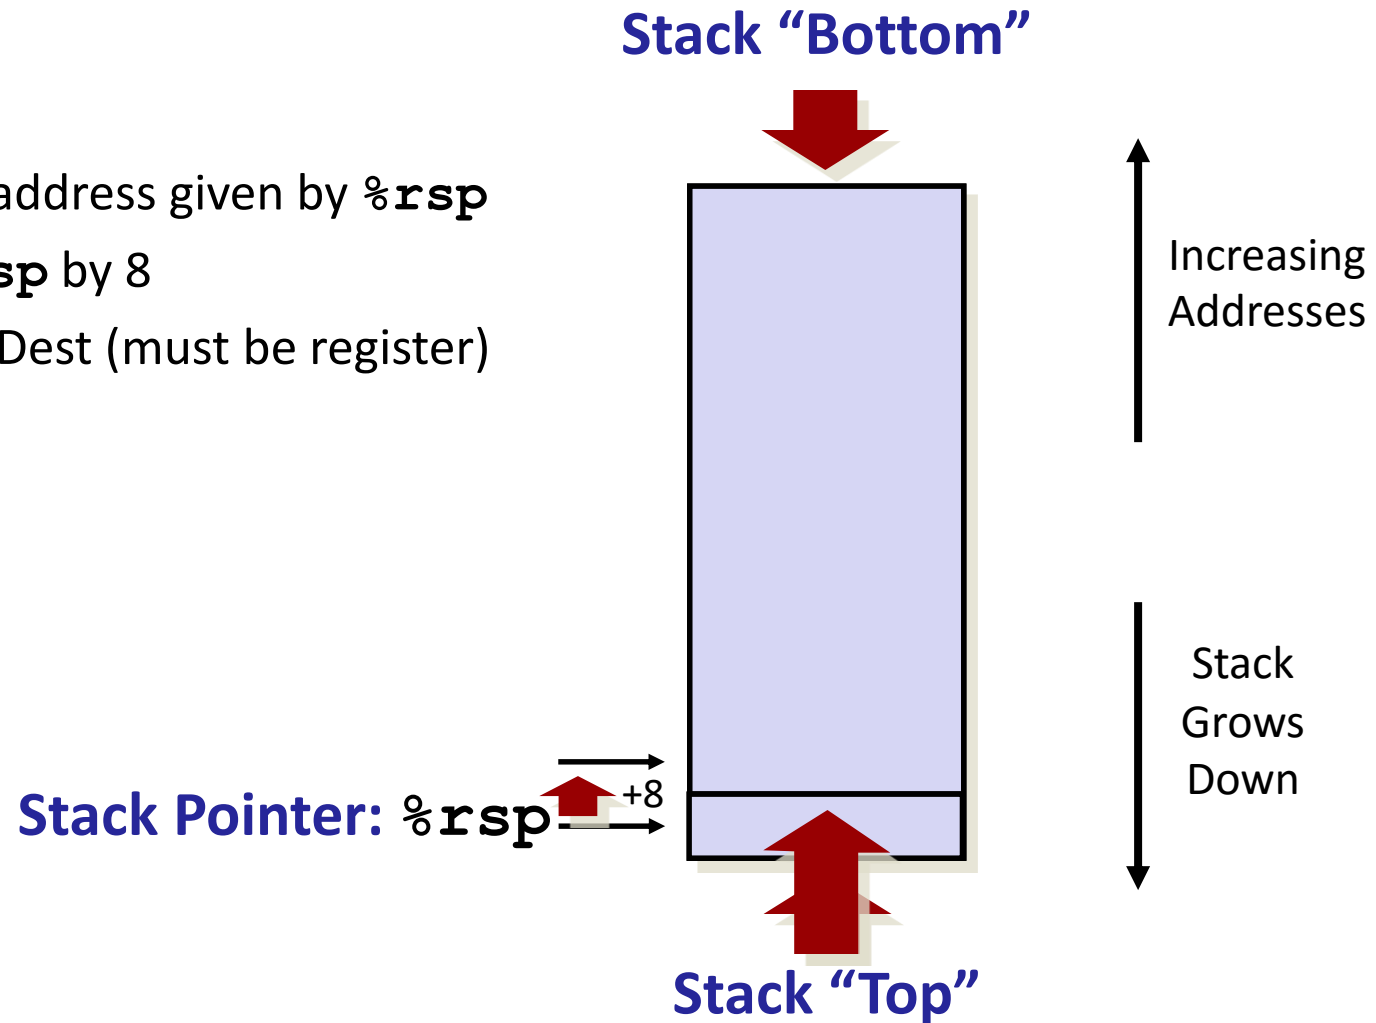 Stack “Bottom”
address given by %rsp
sp by 8
Dest (must be register)
Increasing
Addresses
Stack
Grows
Down
+8
Stack Pointer: %rsp
Stack “Top”